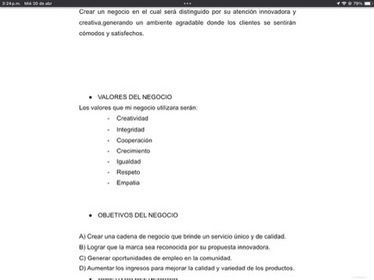 3:24 p.m. Mié 20 de abr
79%
Crear un negocio en el cual será distinguido por su atención innovadora y
creativa,generando un ambiente agradable donde los clientes se sentirán
cómodos y satisfechos.
● VALORES DEL NEGOCIO
Los valores que mi negocio utilizara serán:
- Creatividad
- Integridad
- Cooperación
- Crecimiento
- Igualdad
- Respeto
- Empatia
● OBJETIVOS DEL NEGOCIO
A) Crear una cadena de negocio que brinde un servicio único y de calidad.
B) Lograr que la marca sea reconocida por su propuesta innovadora.
C) Generar oportunidades de empleo en la comunidad.
D) Aumentar los ingresos para mejorar la calidad y variedad de los productos.